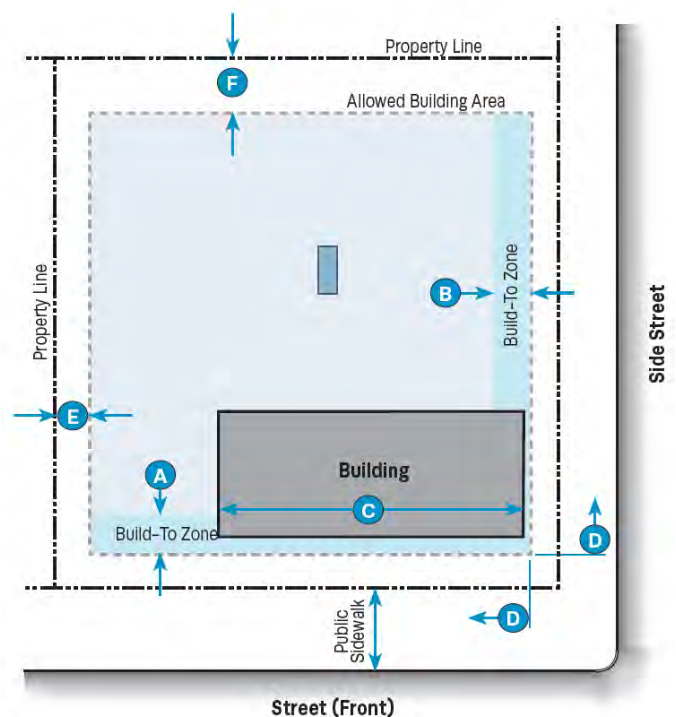 Property Line
F
Allowed Building Area
Property Line
B
Build-To Zone
Side Street
E
A
Building
C
Build-To Zone
D
D
Public
Sidewalk
Street (Front)